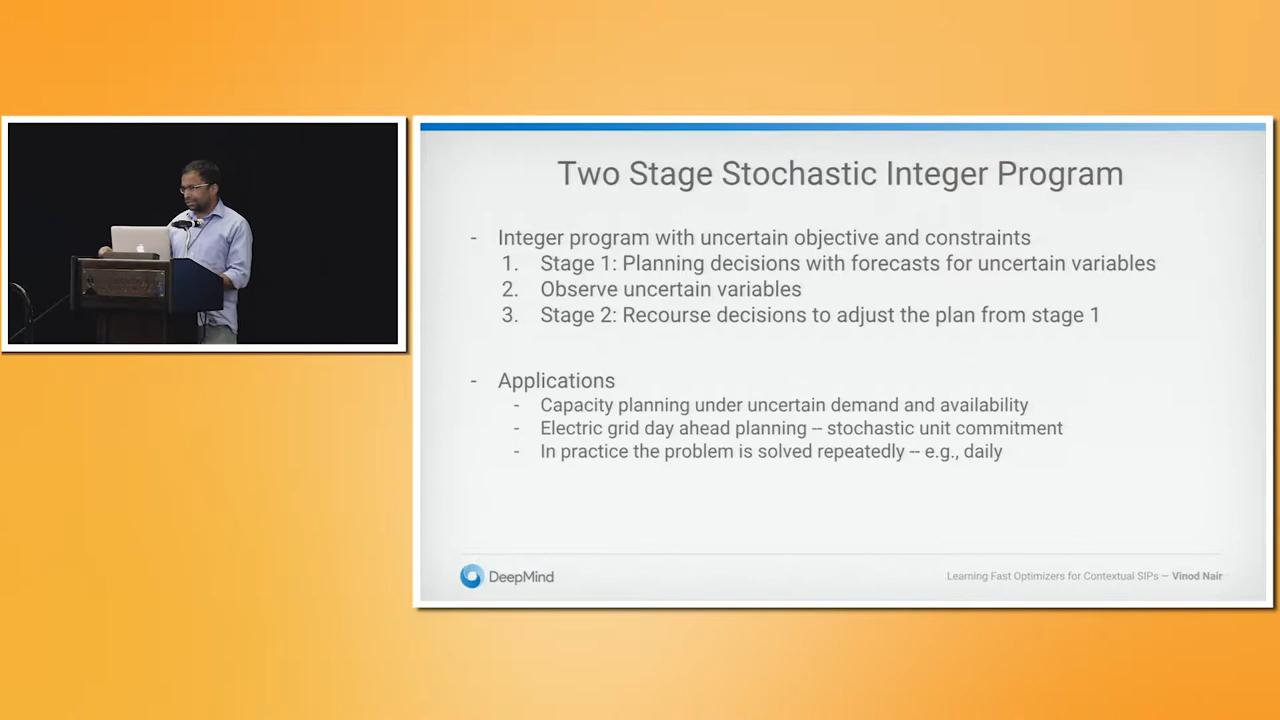 Two Stage Stochastic Integer Program
- Integer program with uncertain objective and constraints
1. Stage 1: Planning decisions with forecasts for uncertain variables
2. Observe uncertain variables
3. Stage 2: Recourse decisions to adjust the plan from stage 1
- Applications
- Capacity planning under uncertain demand and availability
- Electric grid day ahead planning -- stochastic unit commitment
- In practice the problem is solved repeatedly -- e.g., daily
DeepMind
Learning Fast Optimizers for Contextual SIPs — Vinod Nair